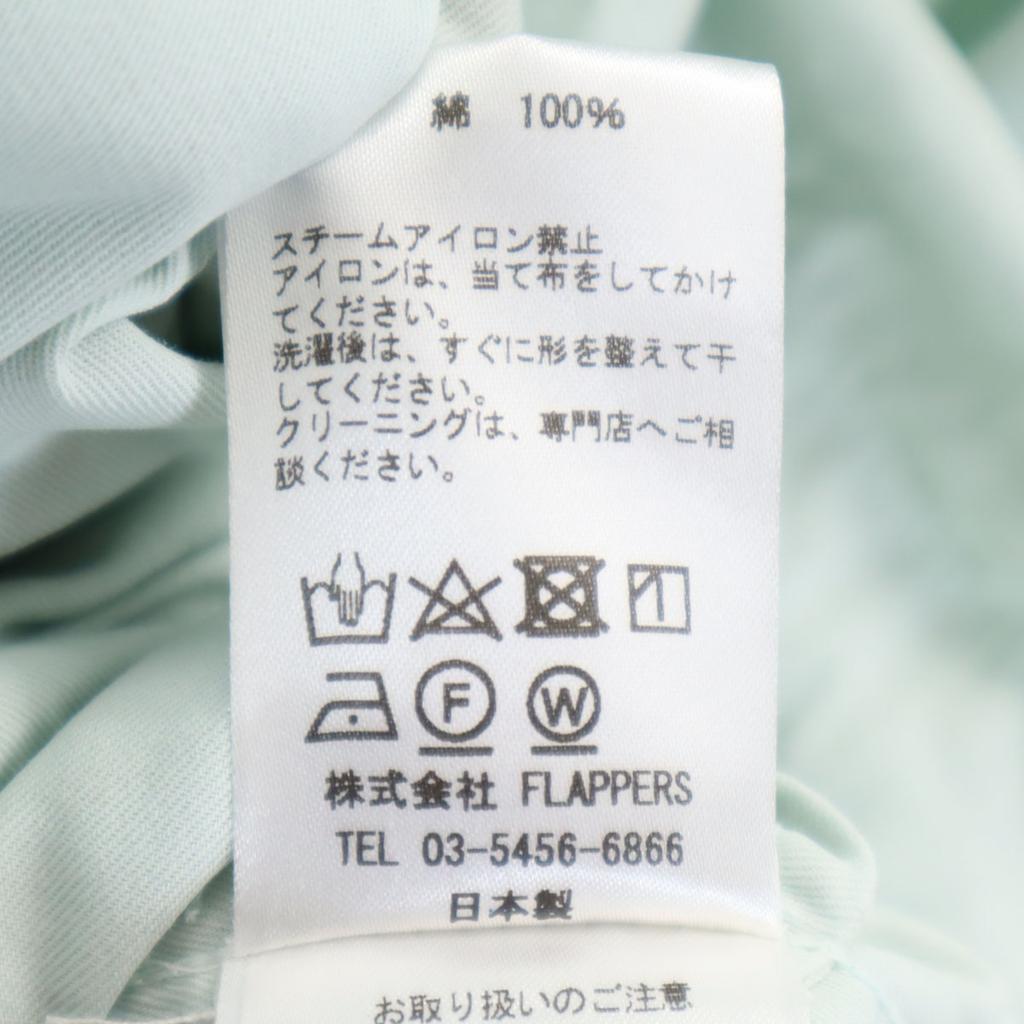 綿 100%
スチームアイロン禁止
アイロンは、当て布をしてかけ
てください。
洗濯後は、すぐに形を整えて干
してください。
クリーニングは、専門店へご相
談ください。
F W
株式会社 FLAPPERS
TEL 03-5456-6866
日本製
お取り扱いのご注意